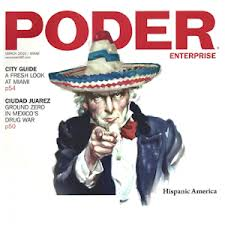 PODER
ENTERPRISE
CITY GUIDE
A FRESH LOOK
AT MIAMI
p54
CIUDAD JUAREZ
GROUND ZERO
IN MEXICO'S
DRUG WAR
p50
Hispanic America